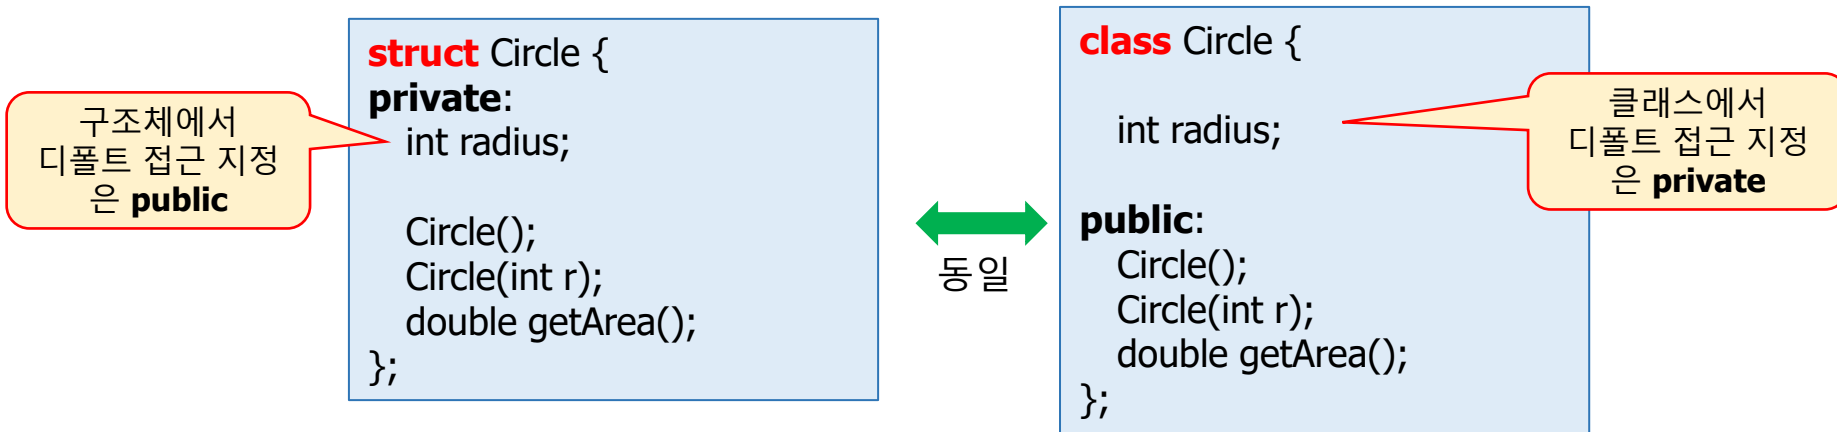 구조체에서
디폴트 접근 지정
은 public
struct Circle {
private:
int radius;
Circle();
Circle(int r);
double getArea();
};
동일
class Circle {
int radius;
public:
Circle();
Circle(int r);
double getArea();
};
클래스에서
디폴트 접근 지정
은 private